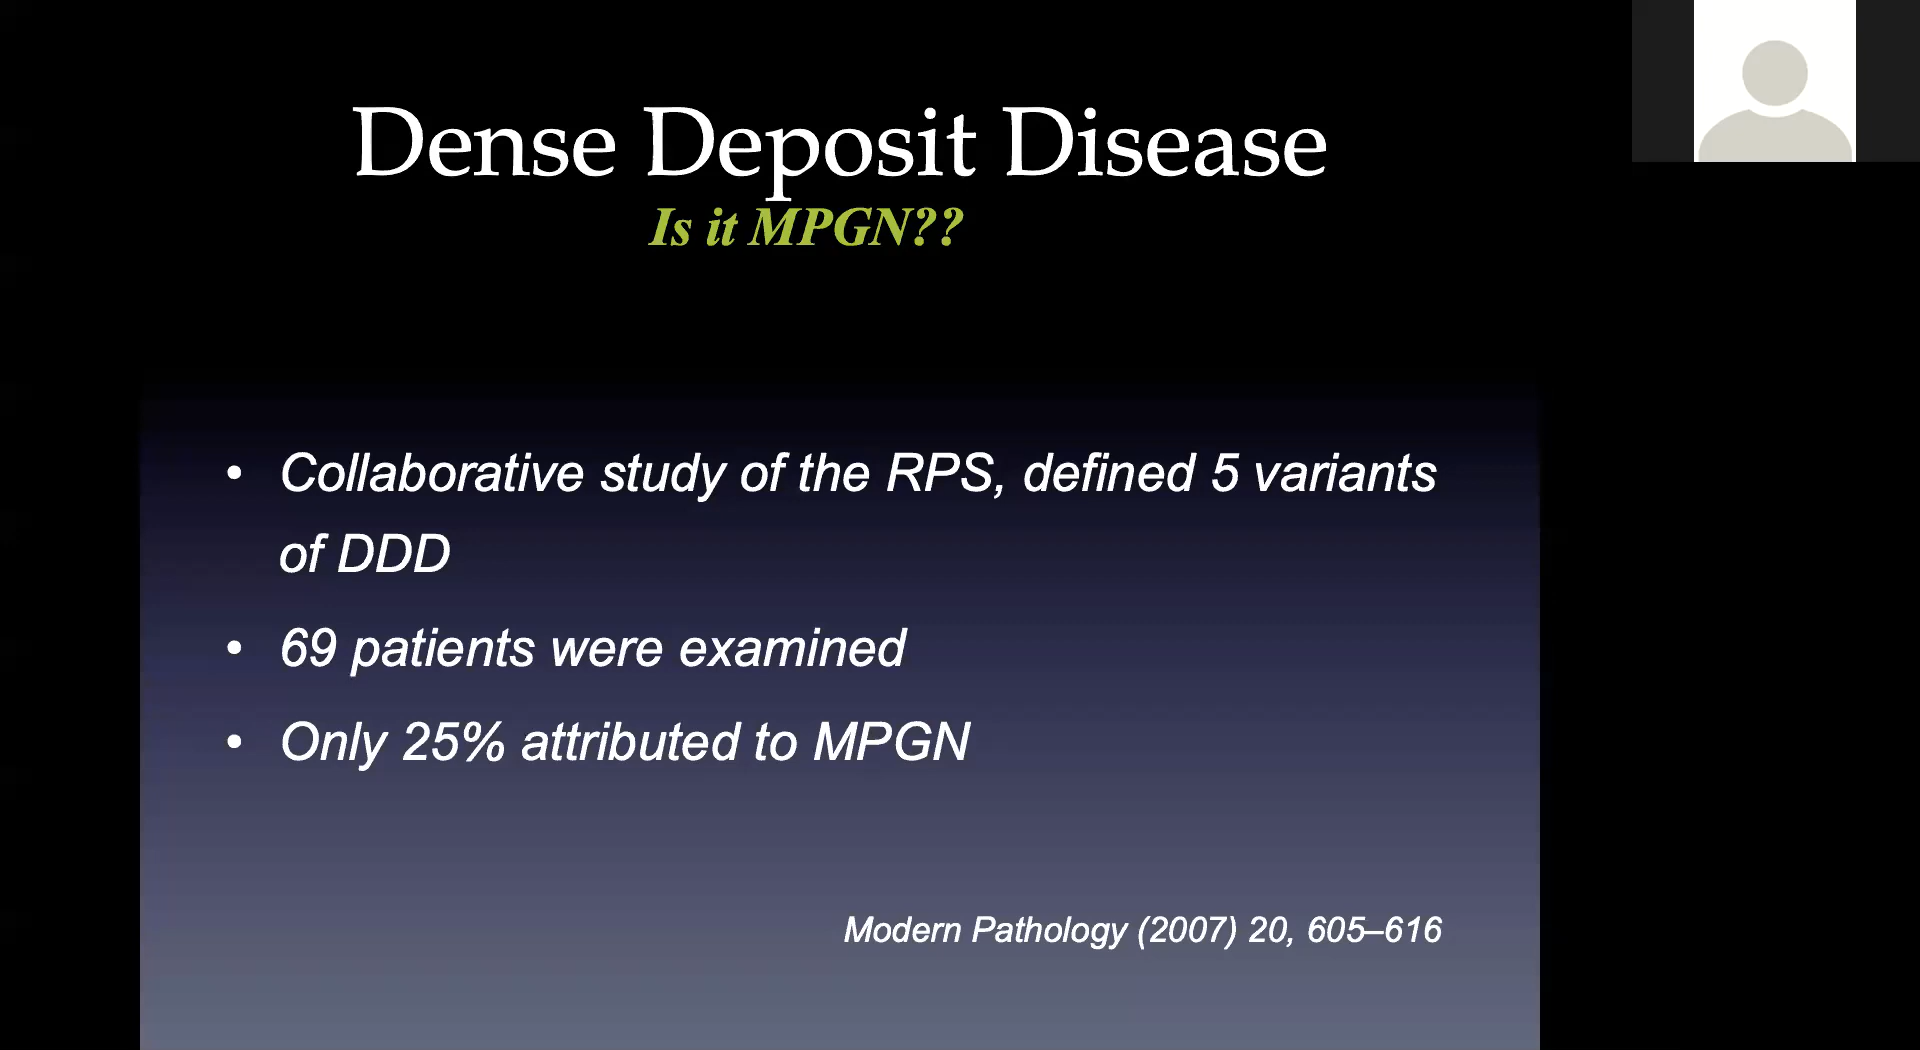 Dense Deposit Disease
Is it MPGN??
• Collaborative study of the RPS, defined 5 variants
of DDD
• 69 patients were examined
• Only 25% attributed to MPGN
Modern Pathology (2007) 20, 605–616